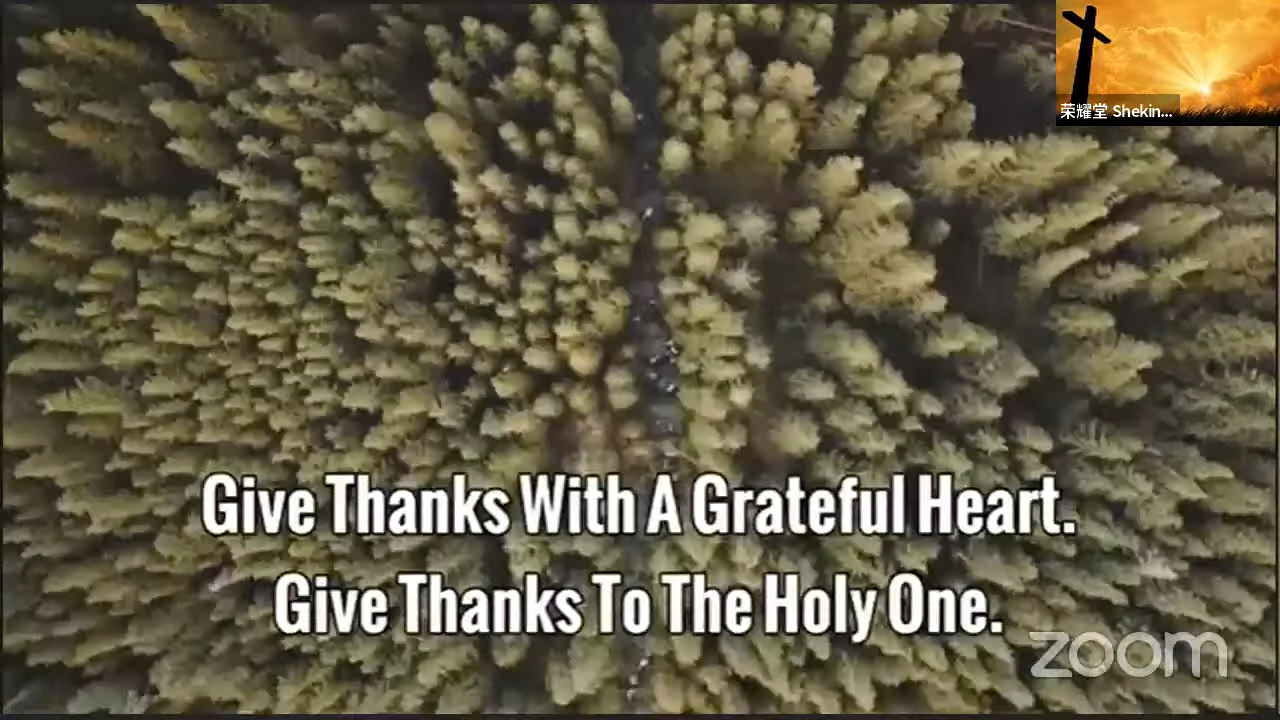 荣耀堂 Shekin...
Give Thanks With A Grateful Heart.
Give Thanks To The Holy One.
zoom